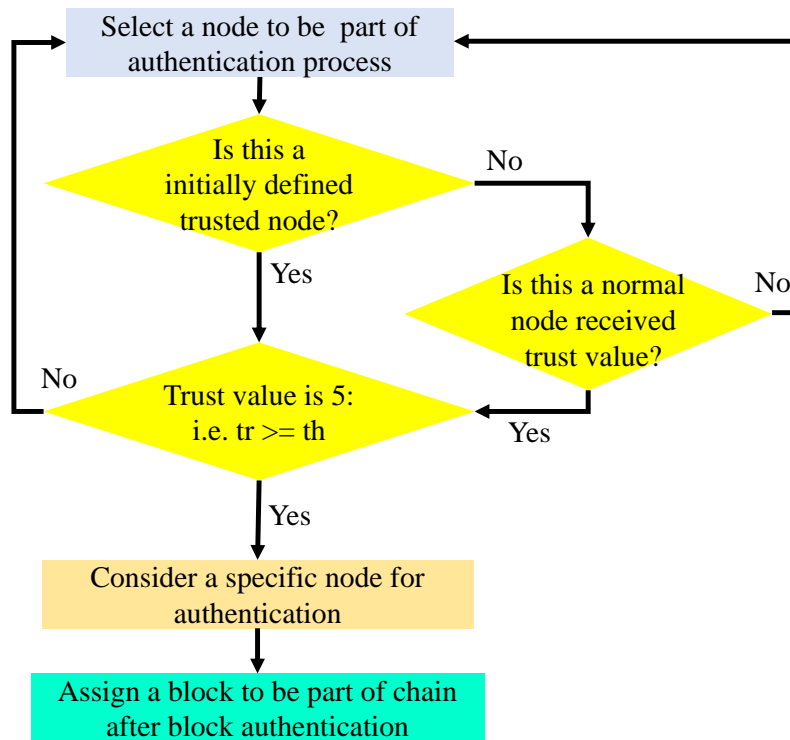 Select a node to be  part of
authentication process
Is this a
initially defined
trusted node?
No
Yes
Is this a normal
node received
trust value?
No
No
Trust value is 5:
i.e. tr >= th
Yes
Yes
Consider a specific node for
authentication
Assign a block to be part of chain
after block authentication